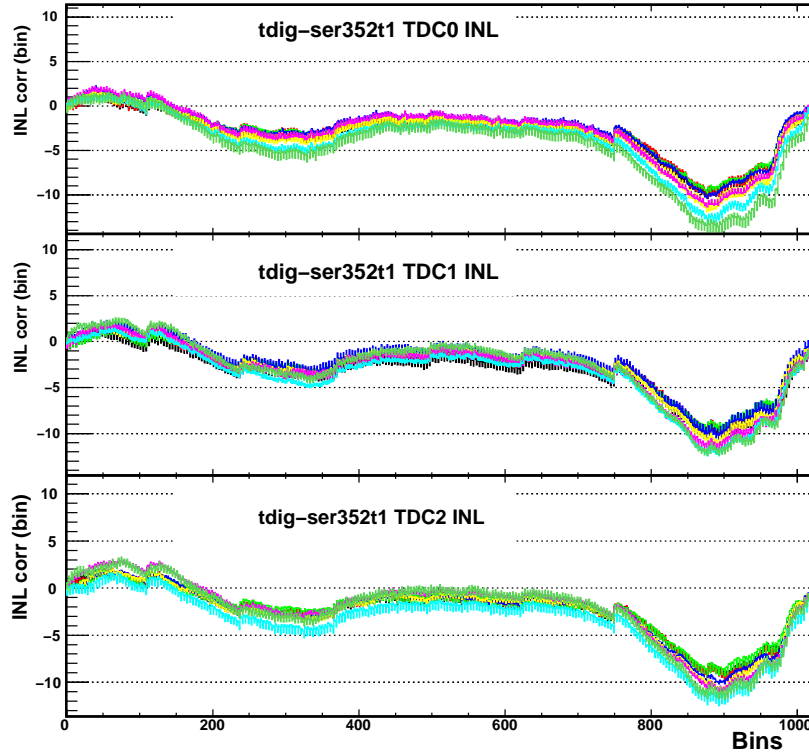 tdig-ser352t1 TDC0 INL
INL corr (bin)
10
5
0
-5
-10
tdig-ser352t1 TDC1 INL
INL corr (bin)
10
5
0
-5
-10
tdig-ser352t1 TDC2 INL
INL corr (bin)
10
5
0
-5
-10
0 200 400 600 800 1000
Bins